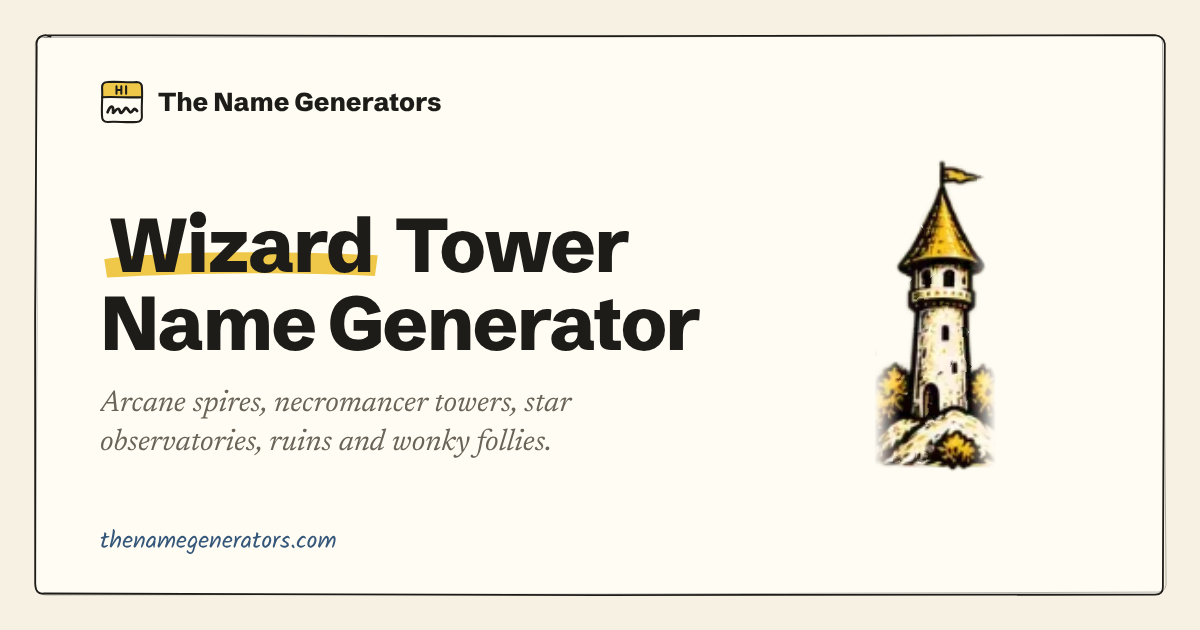 HI
The Name Generators
Wizard Tower
Name Generator
Arcane spires, necromancer towers, star
observatories, ruins and wonky follies.
thenamegenerators.com